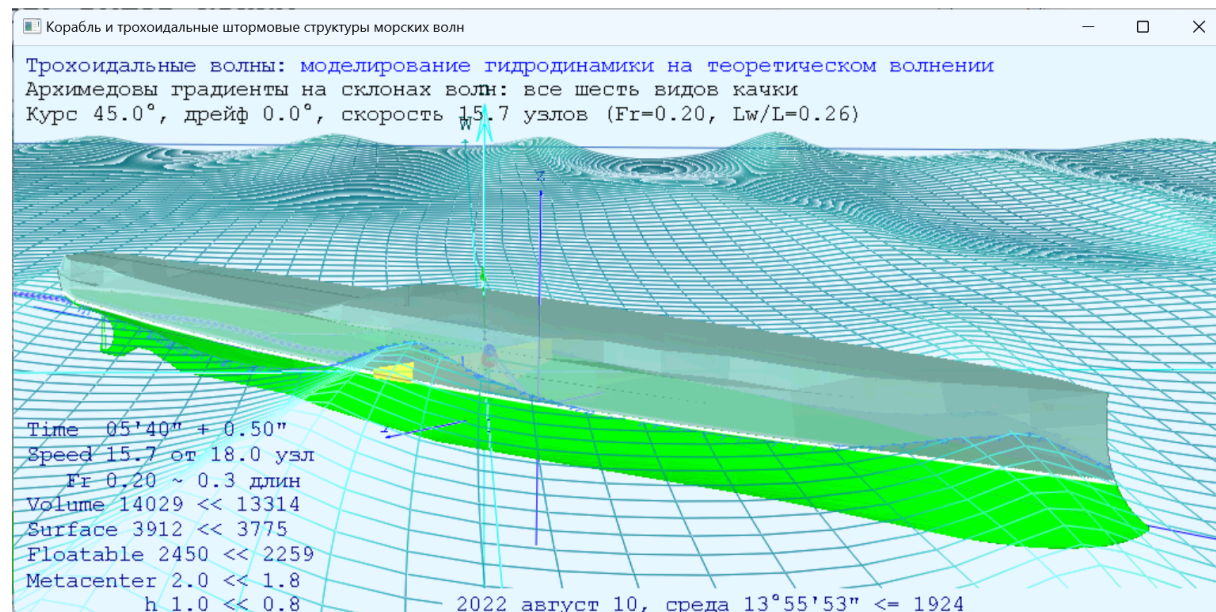 Корабль и трохоидальные штормовые структуры морских волн
Трохоидальные волны: моделирование гидродинамики на теоретическом волнении
Архимедовы градиенты на склонах волн: все шесть видов качки
Курс 45.0°, дрейф 0.0°, скорость 15.7 узлов (Fr=0.20, Lw/L=0.26)
W
z
Time 05'40" + 0.50"
Speed 15.7 от 18.0 узл
Fr 0.20 ~ 0.3 длин
Volume 14029 << 13314
Surface 3912 << 3775
Floatable 2450 << 2259
Metacenter 2.0 << 1.8
h 1.0 << 0.8
2022 август 10, среда 13°55'53" <= 1924